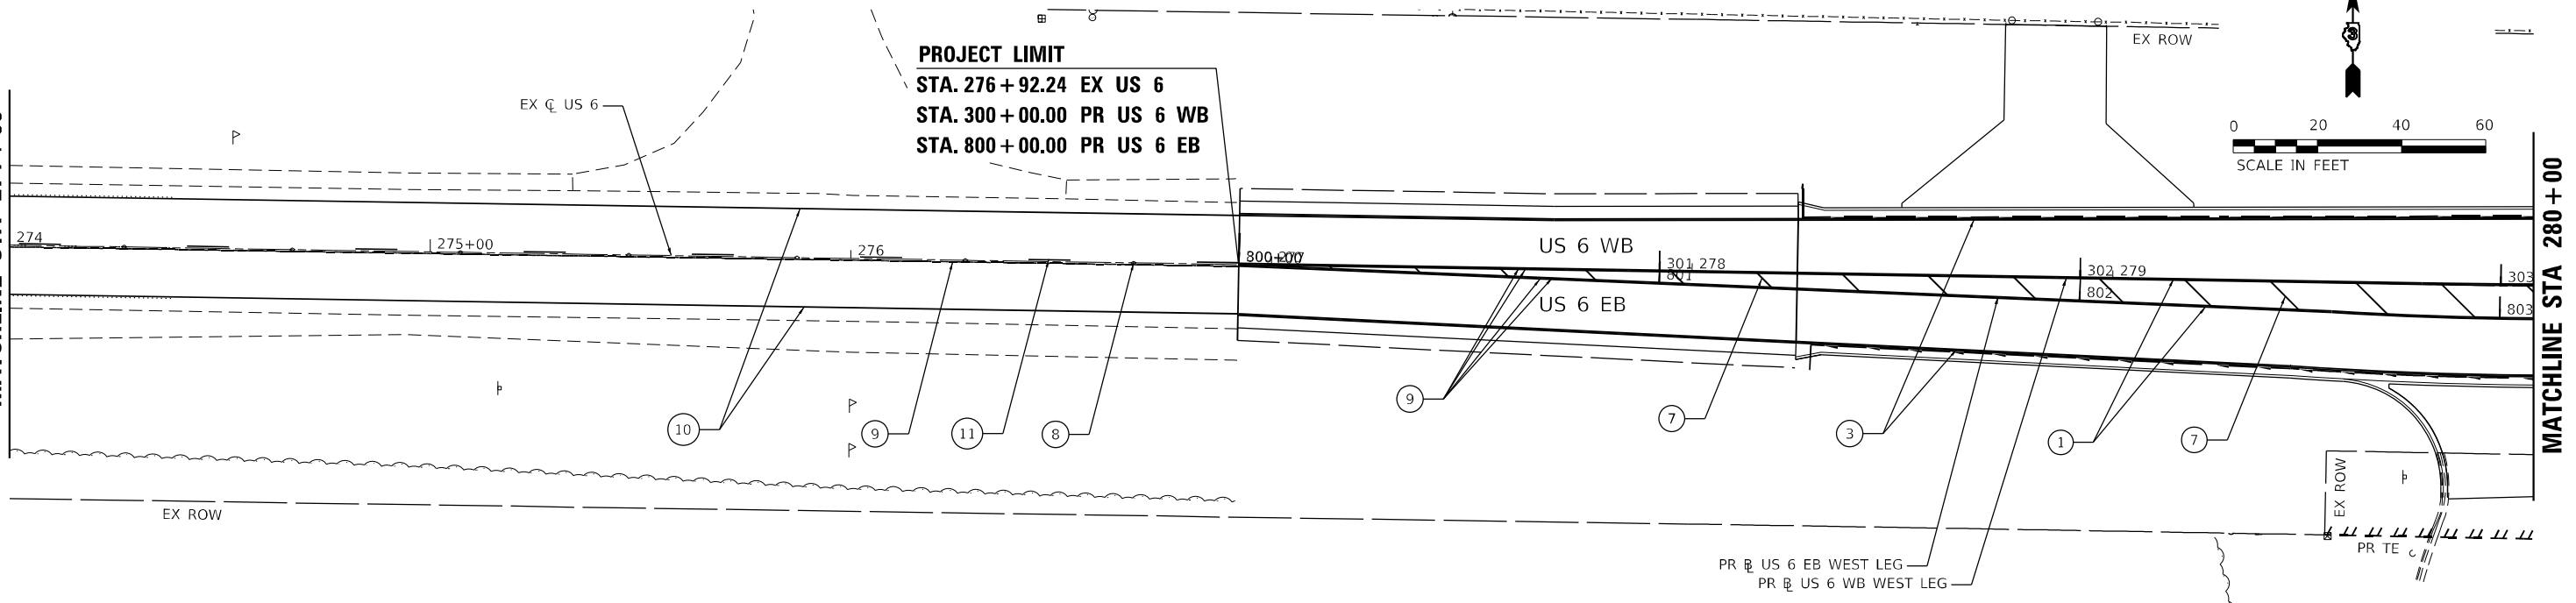 PROJECT LIMIT
STA. 276+92.24 EX US 6
STA. 300+00.00 PR US 6 WB
STA. 800+00.00 PR US 6 EB
EX ROW
3
0 20 40 60
SCALE IN FEET
EX ℄ US 6
274
275+00
276
800+00
US 6 WB
US 6 EB
301 278
801
302 279
802
303
803
MATCHLINE STA 280+00
10
9
11
8
9
7
3
1
7
EX ROW
EX ROW
PR TE
PR ⅊ US 6 EB WEST LEG
PR ⅊ US 6 WB WEST LEG